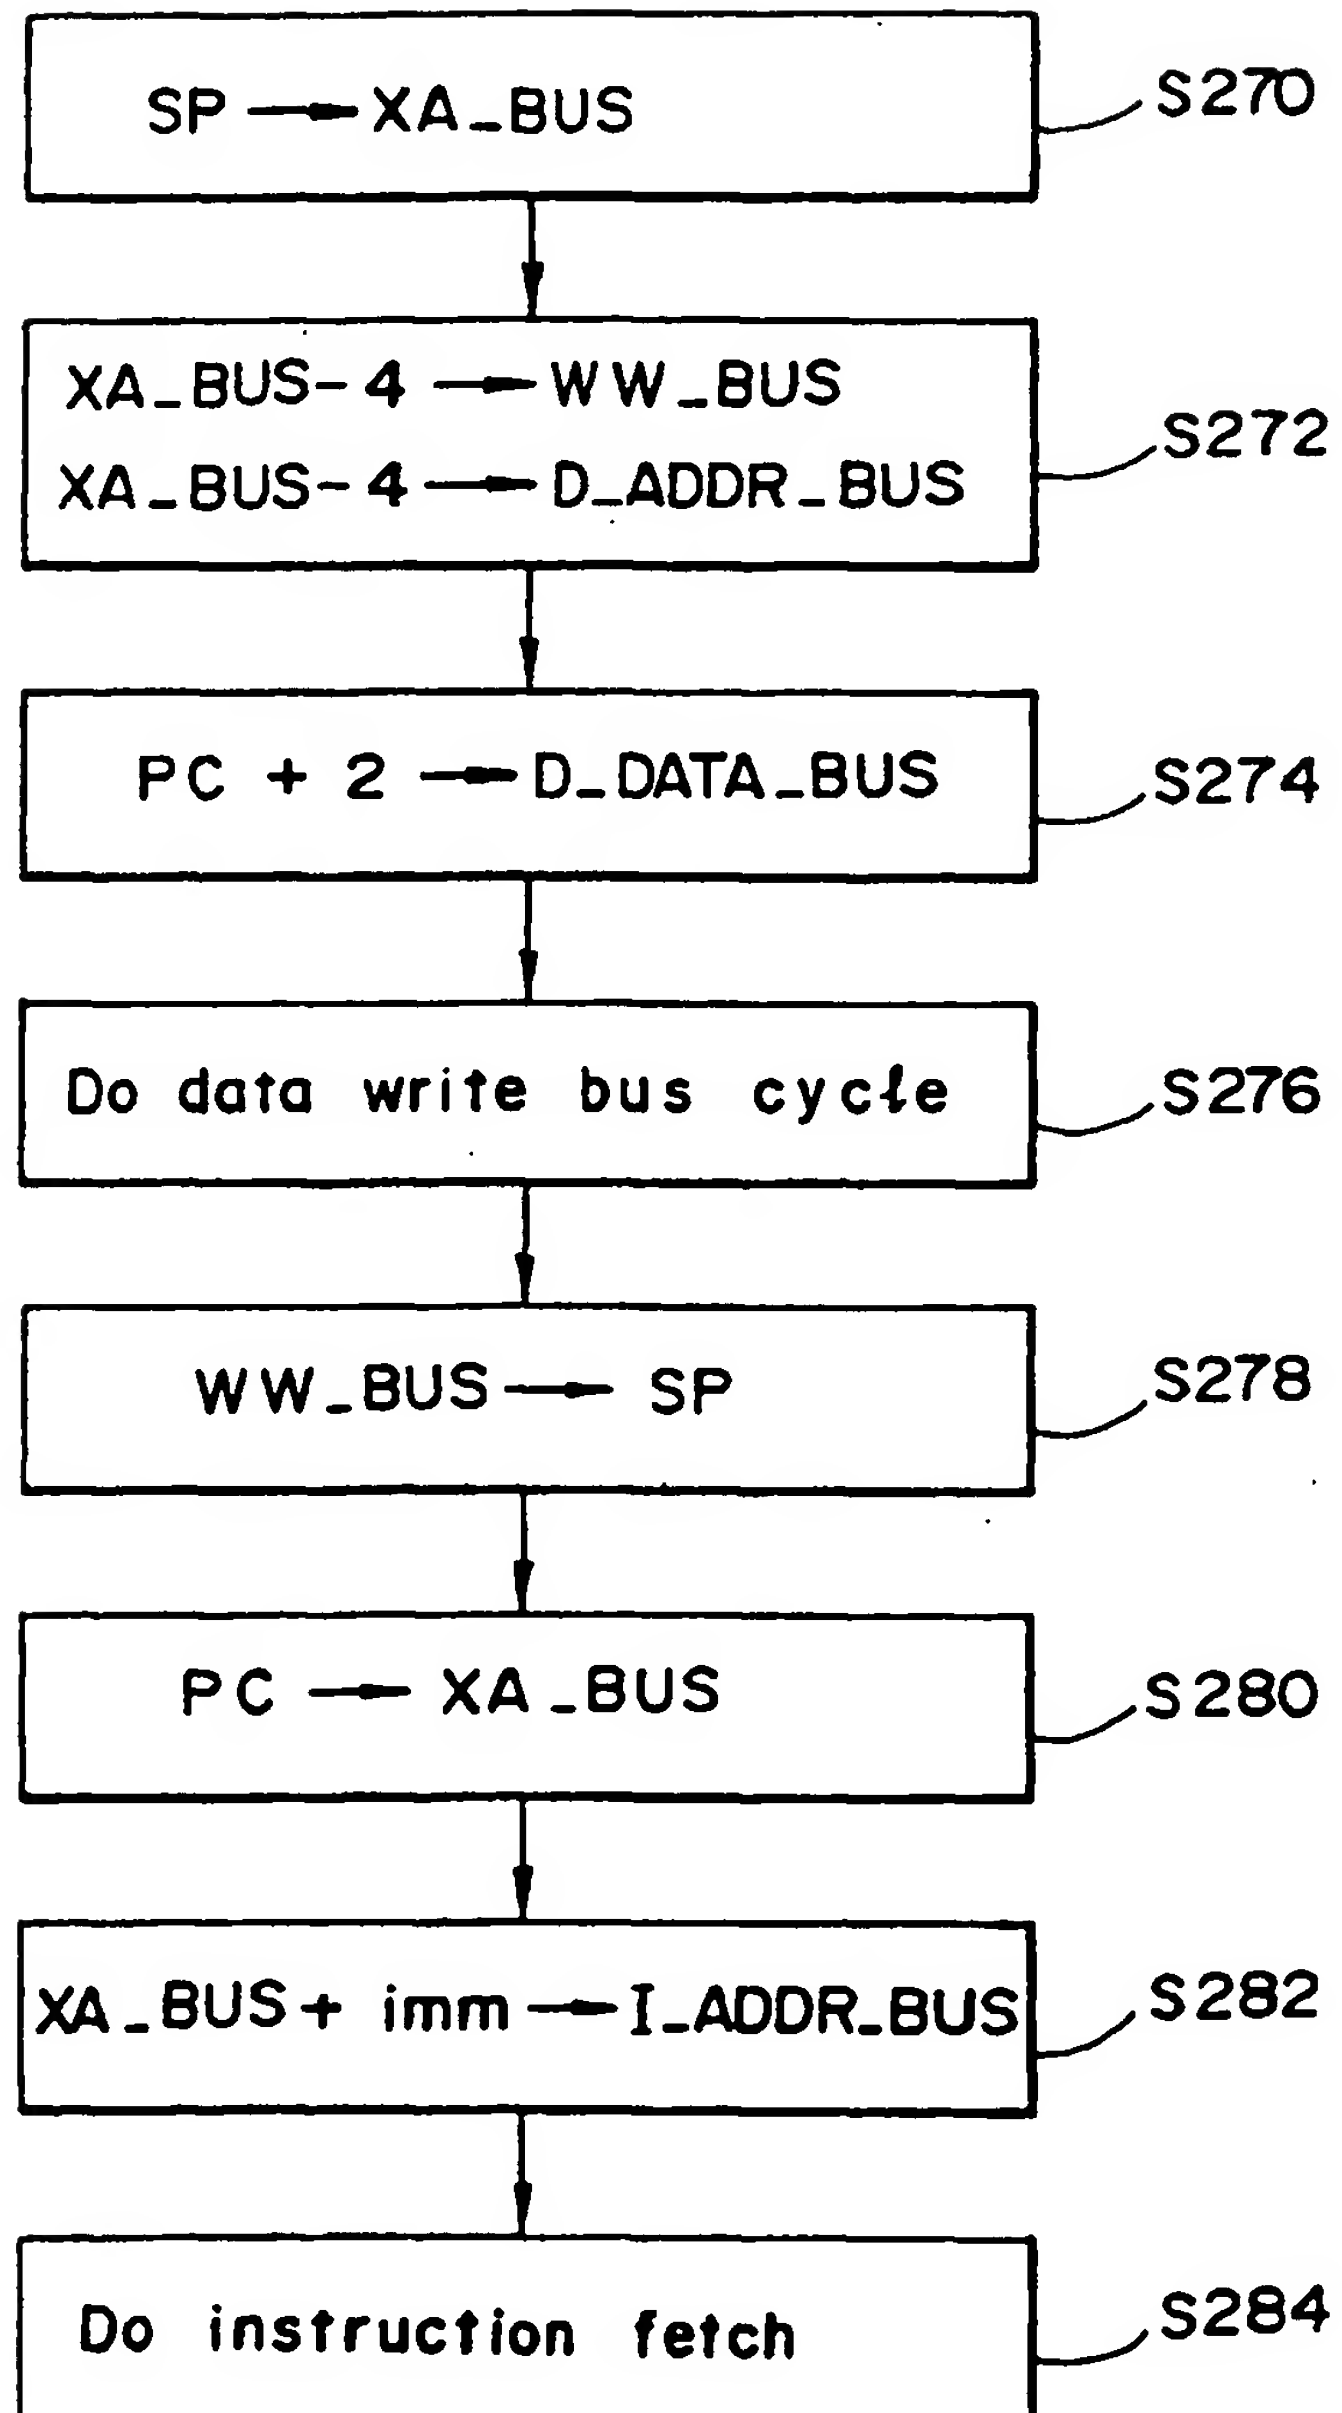 SP → XA_BUS
S270
XA_BUS-4 → WW_BUS
XA_BUS-4 → D_ADDR_BUS
S272
PC + 2 → D_DATA_BUS
S274
Do data write bus cycle
S276
WW_BUS → SP
S278
PC → XA_BUS
S280
XA_BUS + imm → I_ADDR_BUS
S282
Do instruction fetch
S284